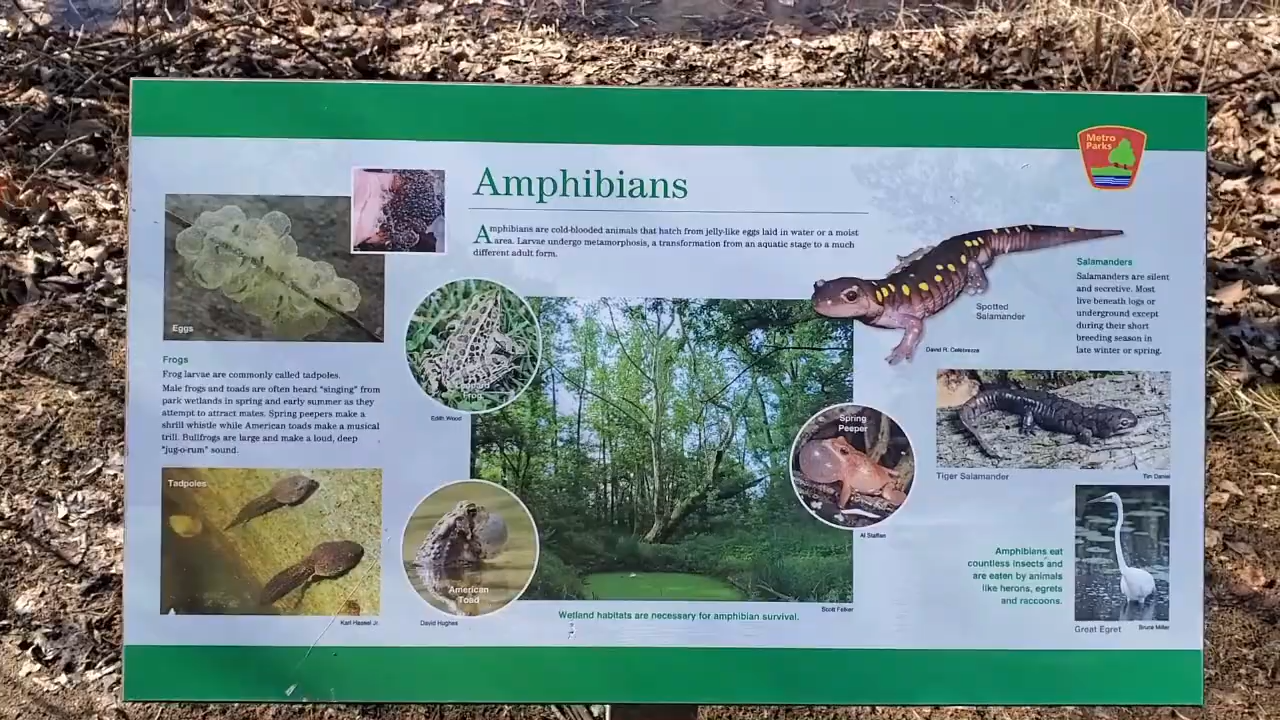 Metro
Parks
Amphibians
Amphibians are cold-blooded animals that hatch from jelly-like eggs laid in water or a moist
area. Larvae undergo metamorphosis, a transformation from an aquatic stage to a much
different adult form.
Eggs
Frogs
Frog larvae are commonly called tadpoles.
Male frogs and toads are often heard "singing" from
park wetlands in spring and early summer as they
attempt to attract mates. Spring peepers make a
shrill whistle while American toads make a musical
trill. Bullfrogs are large and make a loud, deep
"jug-o-rum" sound.
Tadpoles
Karl Hassel Jr.
Leopard
Frog
Edith Wood
American
Toad
David Hughes
Wetland habitats are necessary for amphibian survival.
Scott Felker
Spring
Peeper
Al Staffan
Spotted
Salamander
David R.
Salamanders
Salamanders are silent
and secretive. Most
live beneath logs or
underground except
during their short
breeding season in
late winter or spring.
Tiger Salamander
Tim Daniel
Amphibians eat
countless insects and
are eaten by animals
like herons, egrets
and raccoons.
Great Egret
Bruce Miller